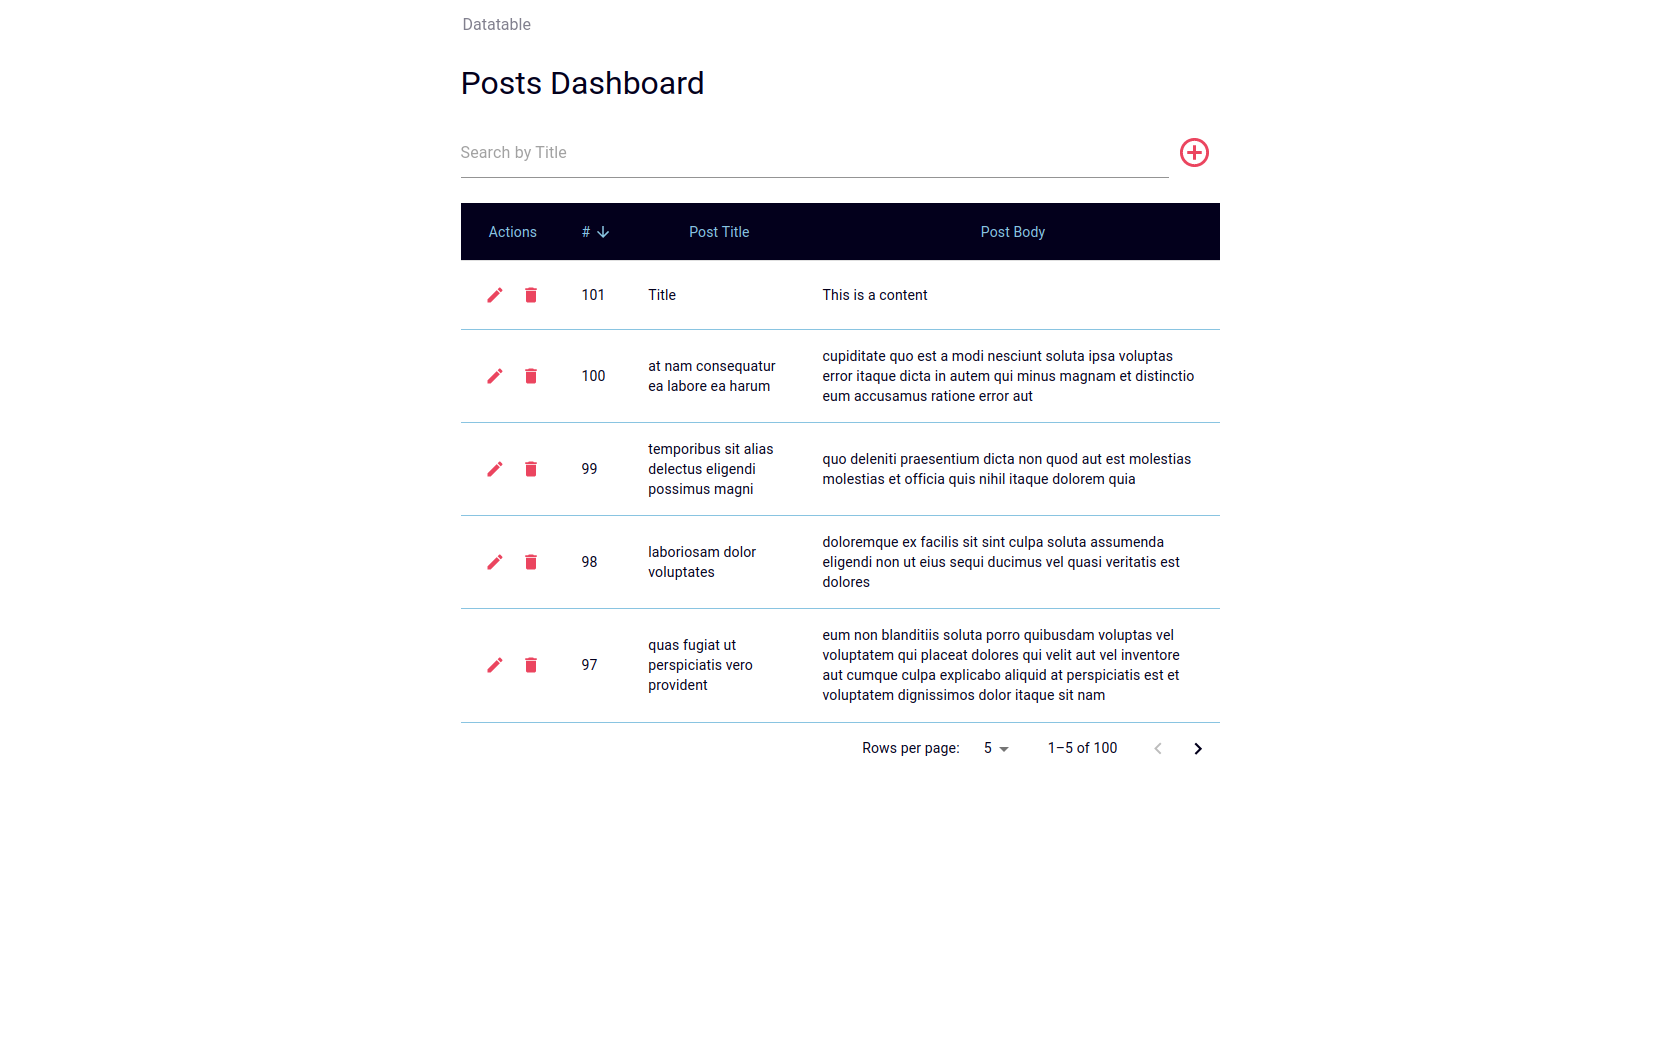 Datatable
Posts Dashboard
Search by Title
Actions # Post Title Post Body
101 Title This is a content
100 at nam consequatur ea labore ea harum cupiditate quo est a modi nesciunt soluta ipsa voluptas
error itaque dicta in autem qui minus magnam et distinctio
eum accusamus ratione error aut
99 temporibus sit alias
delectus eligendi
possimus magni
quo deleniti praesentium dicta non quod aut est molestias
molestias et officia quis nihil itaque dolorem quia
98 laboriosam dolor
voluptates
doloremque ex facilis sit sint culpa soluta assumenda
eligendi non ut eius sequi ducimus vel quasi veritatis est
dolores
97 quas fugiat ut
perspiciatis vero
provident
eum non blanditiis soluta porro quibusdam voluptas vel
voluptatem qui placeat dolores qui velit aut vel inventore
aut cumque culpa explicabo aliquid at perspiciatis est et
voluptatem dignissimos dolor itaque sit nam
Rows per page: 5 1–5 of 100